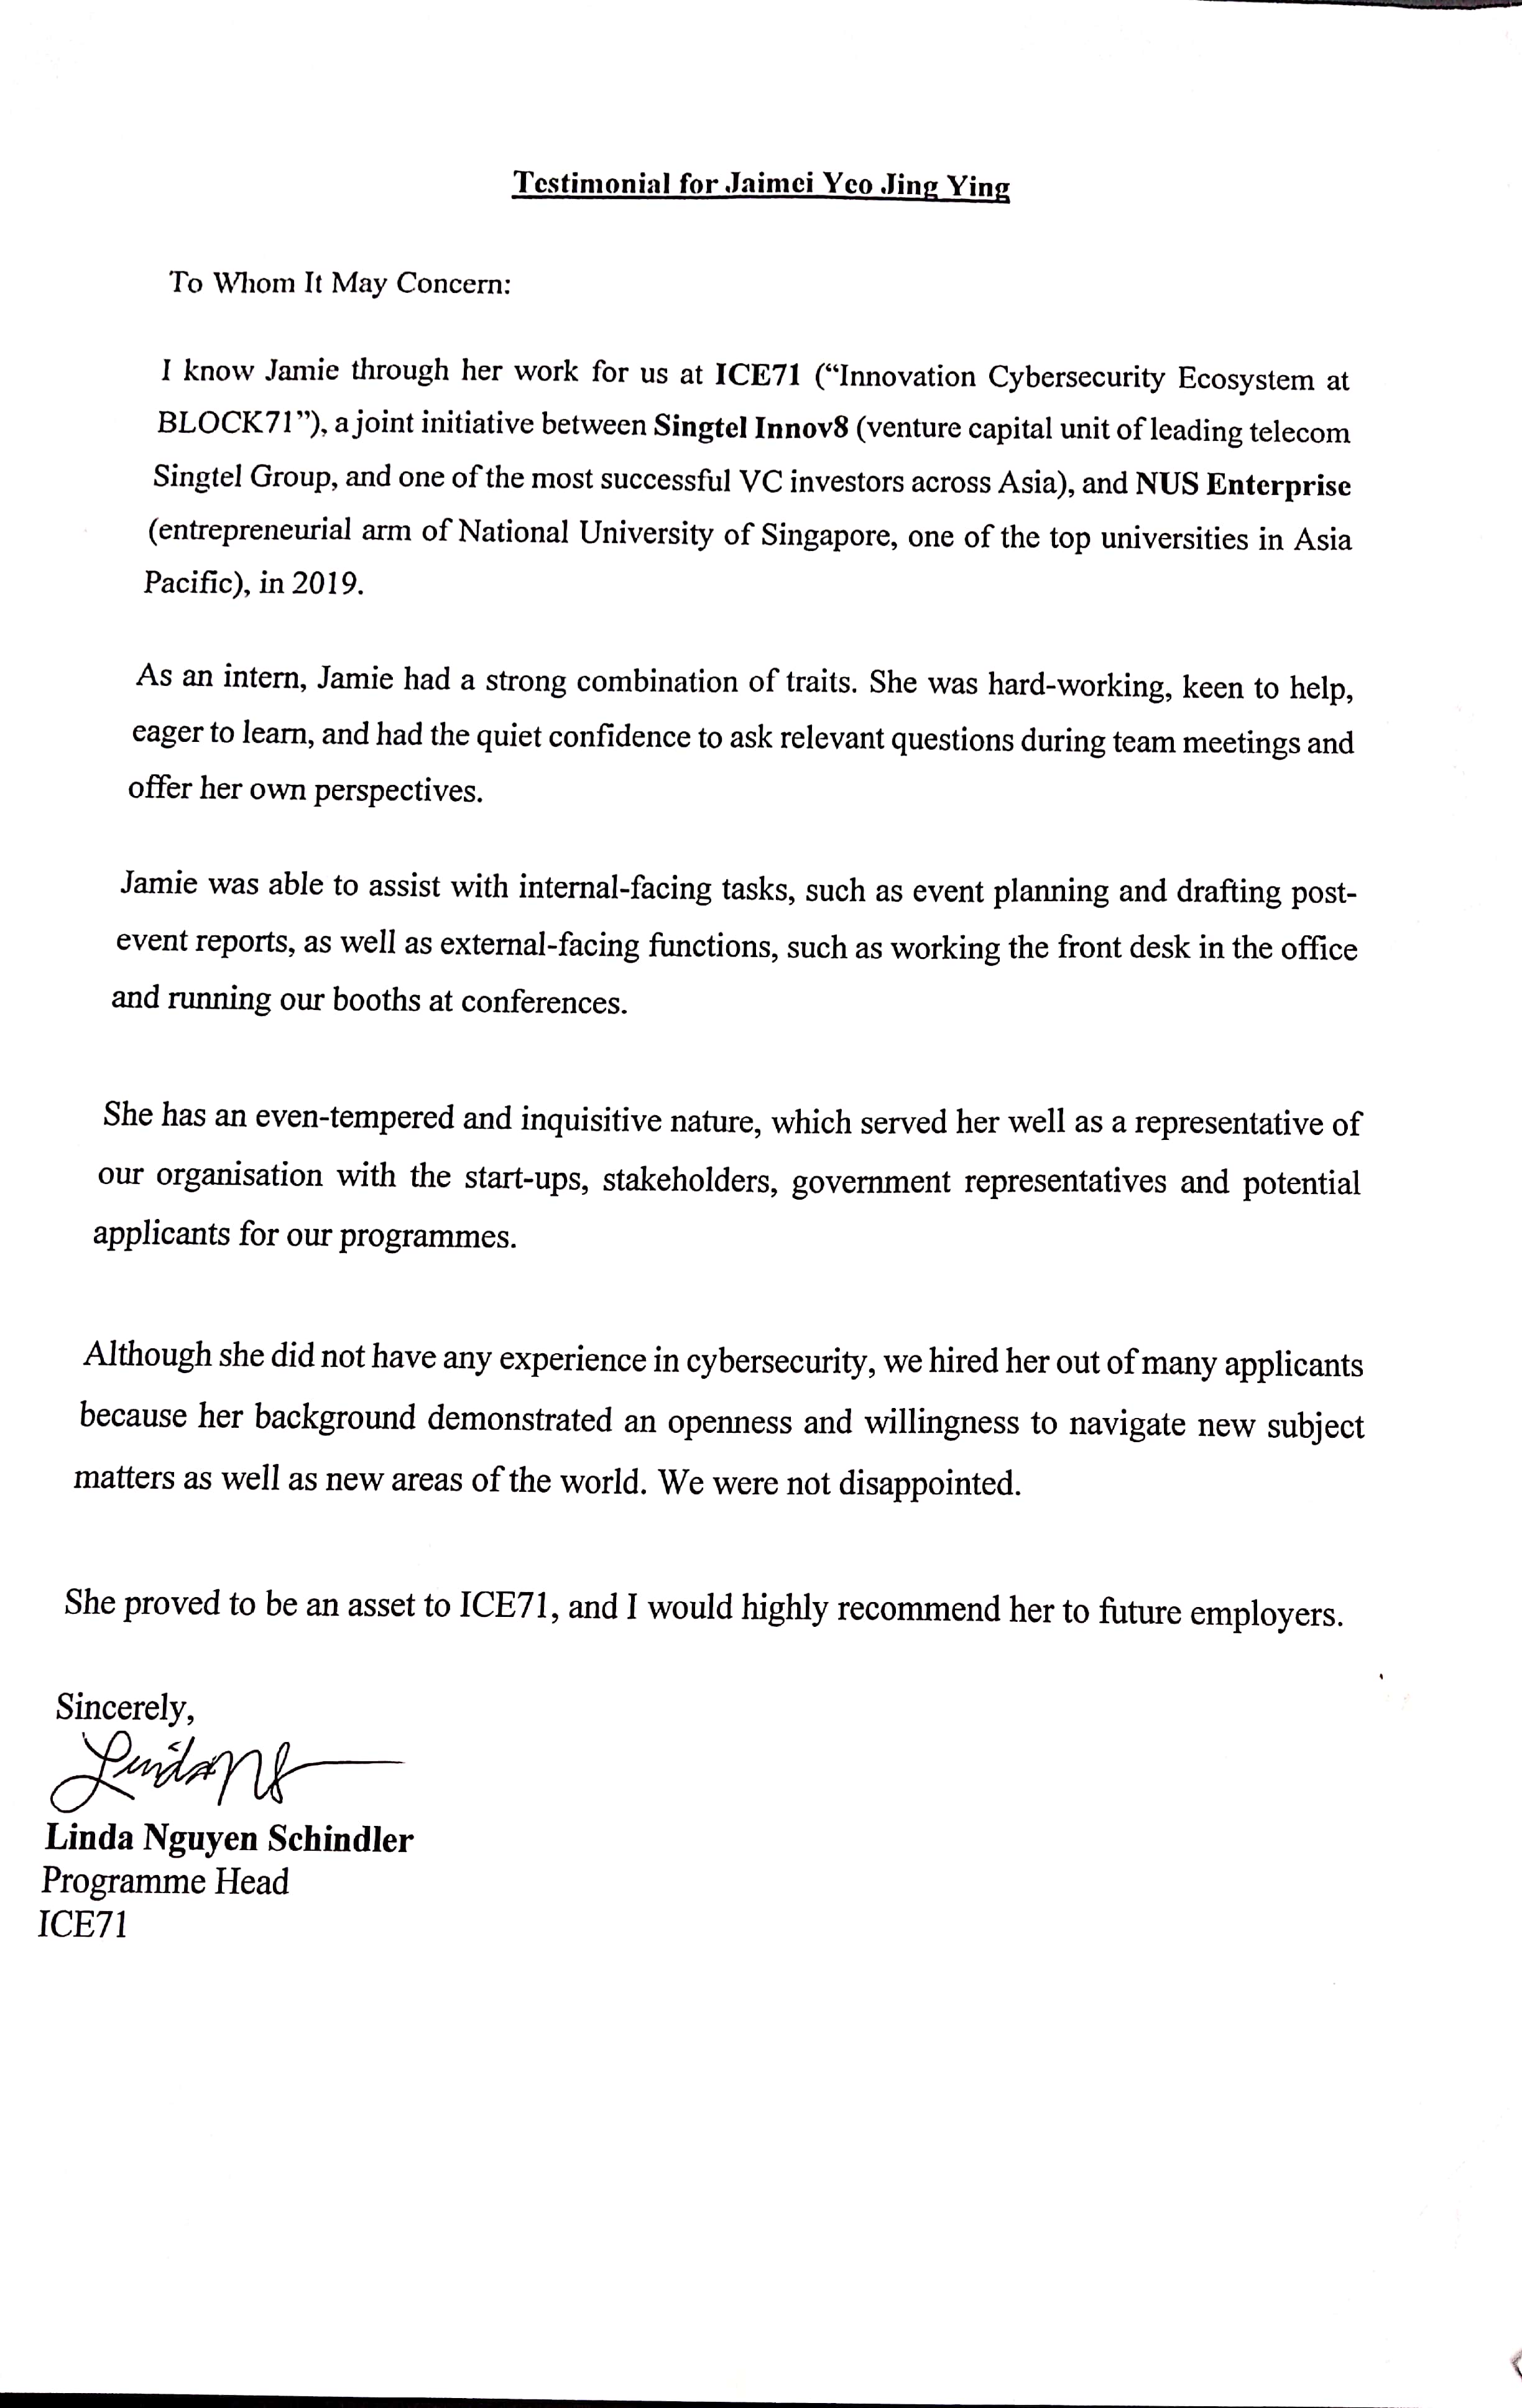 Testimonial for Jaimei Yeo Jing Ying
To Whom It May Concern:
I know Jamie through her work for us at ICE71 (“Innovation Cybersecurity Ecosystem at
BLOCK71”), a joint initiative between Singtel Innov8 (venture capital unit of leading telecom
Singtel Group, and one of the most successful VC investors across Asia), and NUS Enterprise
(entrepreneurial arm of National University of Singapore, one of the top universities in Asia
Pacific), in 2019.
As an intern, Jamie had a strong combination of traits. She was hard-working, keen to help,
eager to learn, and had the quiet confidence to ask relevant questions during team meetings and
offer her own perspectives.
Jamie was able to assist with internal-facing tasks, such as event planning and drafting post-
event reports, as well as external-facing functions, such as working the front desk in the office
and running our booths at conferences.
She has an even-tempered and inquisitive nature, which served her well as a representative of
our organisation with the start-ups, stakeholders, government representatives and potential
applicants for our programmes.
Although she did not have any experience in cybersecurity, we hired her out of many applicants
because her background demonstrated an openness and willingness to navigate new subject
matters as well as new areas of the world. We were not disappointed.
She proved to be an asset to ICE71, and I would highly recommend her to future employers.
Sincerely,
Linda NS
Linda Nguyen Schindler
Programme Head
ICE71